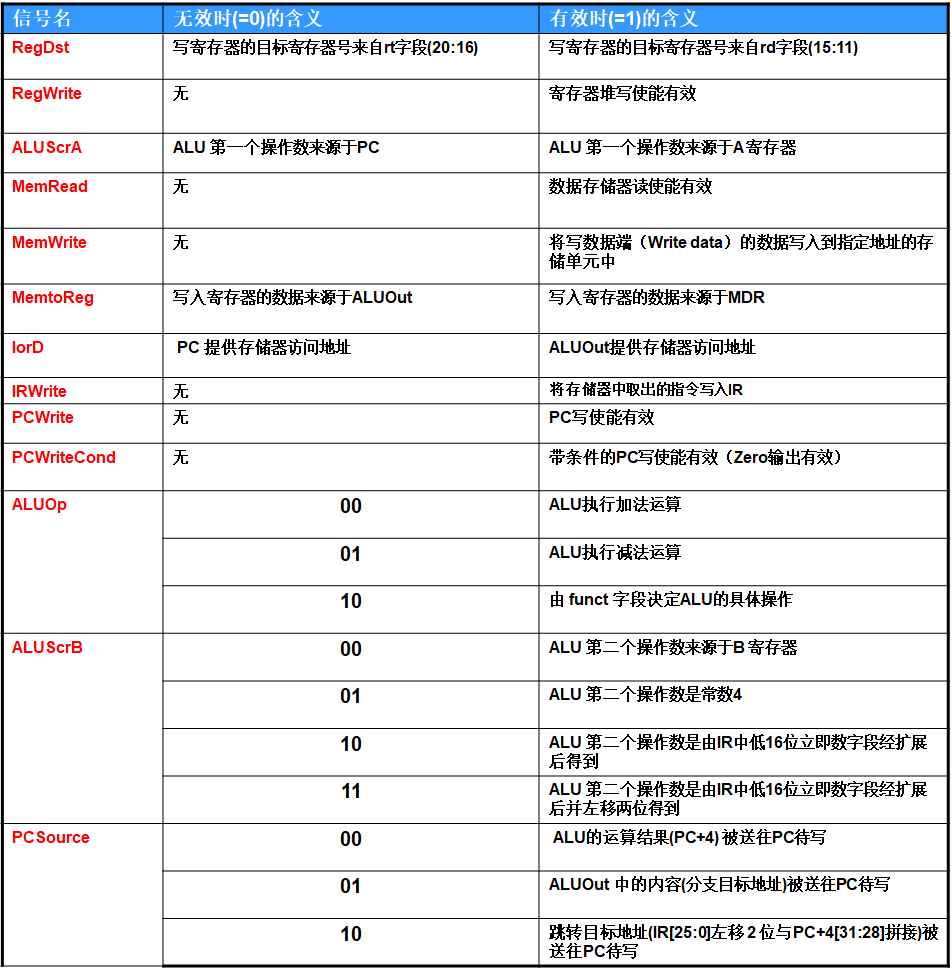 信号名 无效时(=0)的含义 有效时(=1)的含义
RegDst 写寄存器的目标寄存器号来自rt字段(20:16) 写寄存器的目标寄存器号来自rd字段(15:11)
RegWrite 无 寄存器堆写使能有效
ALUScrA ALU 第一个操作数来源于PC ALU 第一个操作数来源于A寄存器
MemRead 无 数据存储器读使能有效
MemWrite 无 将写数据端（Write data）的数据写入到指定地址的存
储单元中
MemtoReg 写入寄存器的数据来源于ALUOut 写入寄存器的数据来源于MDR
IorD PC 提供存储器访问地址 ALUOut提供存储器访问地址
IRWrite 无 将存储器中取出的指令写入IR
PCWrite 无 PC写使能有效
PCWriteCond 无 带条件的PC写使能有效（Zero输出有效）
ALUOp 00 ALU执行加法运算
01 ALU执行减法运算
10 由 funct 字段决定ALU的具体操作
ALUScrB 00 ALU 第二个操作数来源于B 寄存器
01 ALU 第二个操作数是常数4
10 ALU 第二个操作数是由IR中低16位立即数字段经扩展
后得到
11 ALU 第二个操作数是由IR中低16位立即数字段经扩展
后并左移两位得到
PCSource 00 ALU的运算结果(PC+4) 被送往PC待写
01 ALUOut 中的内容(分支目标地址)被送往PC待写
10 跳转目标地址(IR[25:0]左移 2 位与PC+4[31:28]拼接)被
送往PC待写